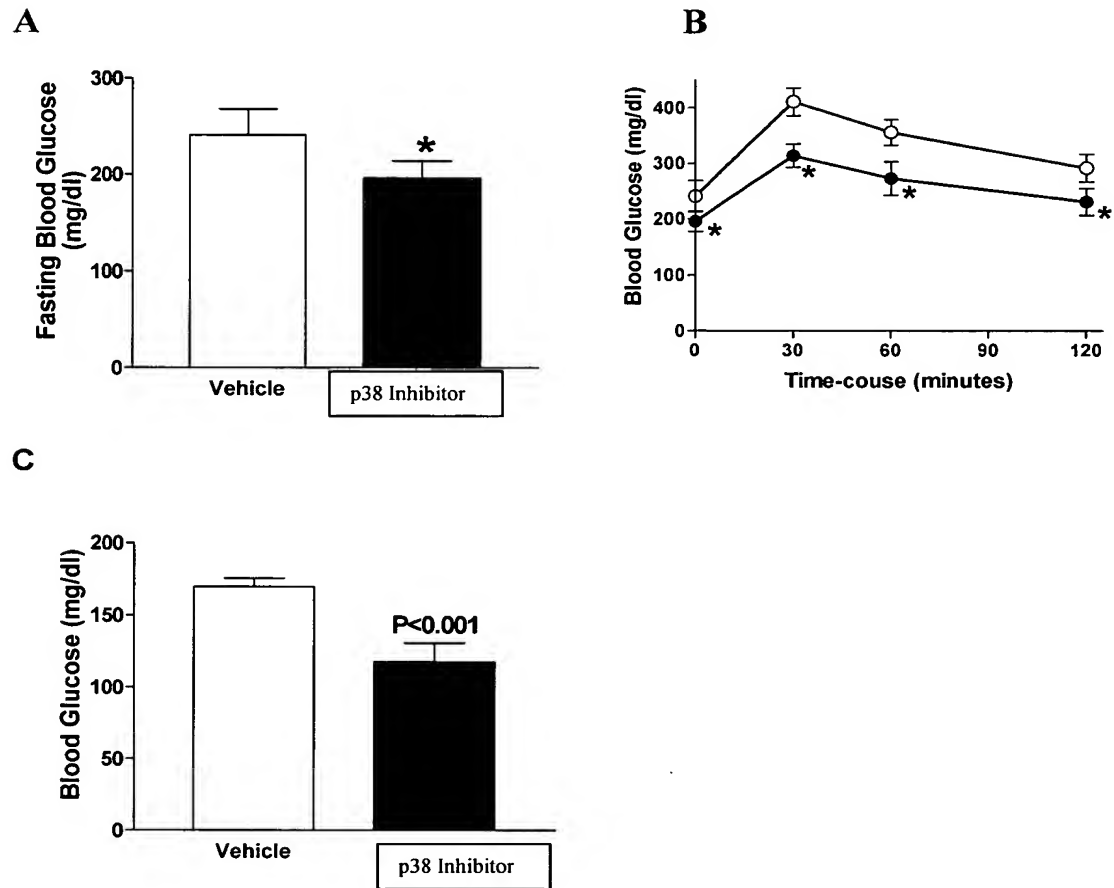 A
Fasting Blood Glucose
(mg/dl)
300
200
100
0
*
Vehicle
p38 Inhibitor
B
Blood Glucose (mg/dl)
400
300
200
100
0
*
*
*
*
0
30
60
90
120
Time-couse (minutes)
C
Blood Glucose (mg/dl)
200
150
100
50
0
P<0.001
Vehicle
p38 Inhibitor